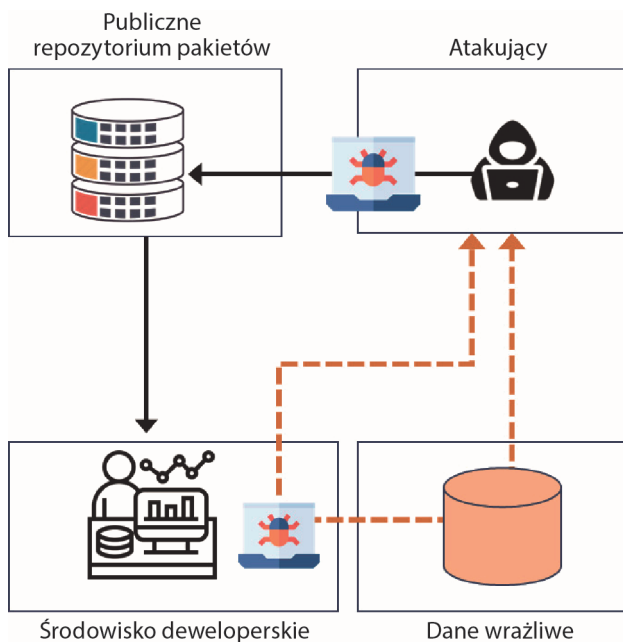 Publiczne
repozytorium pakietów
Atakujący
Środowisko deweloperskie
Dane wrażliwe